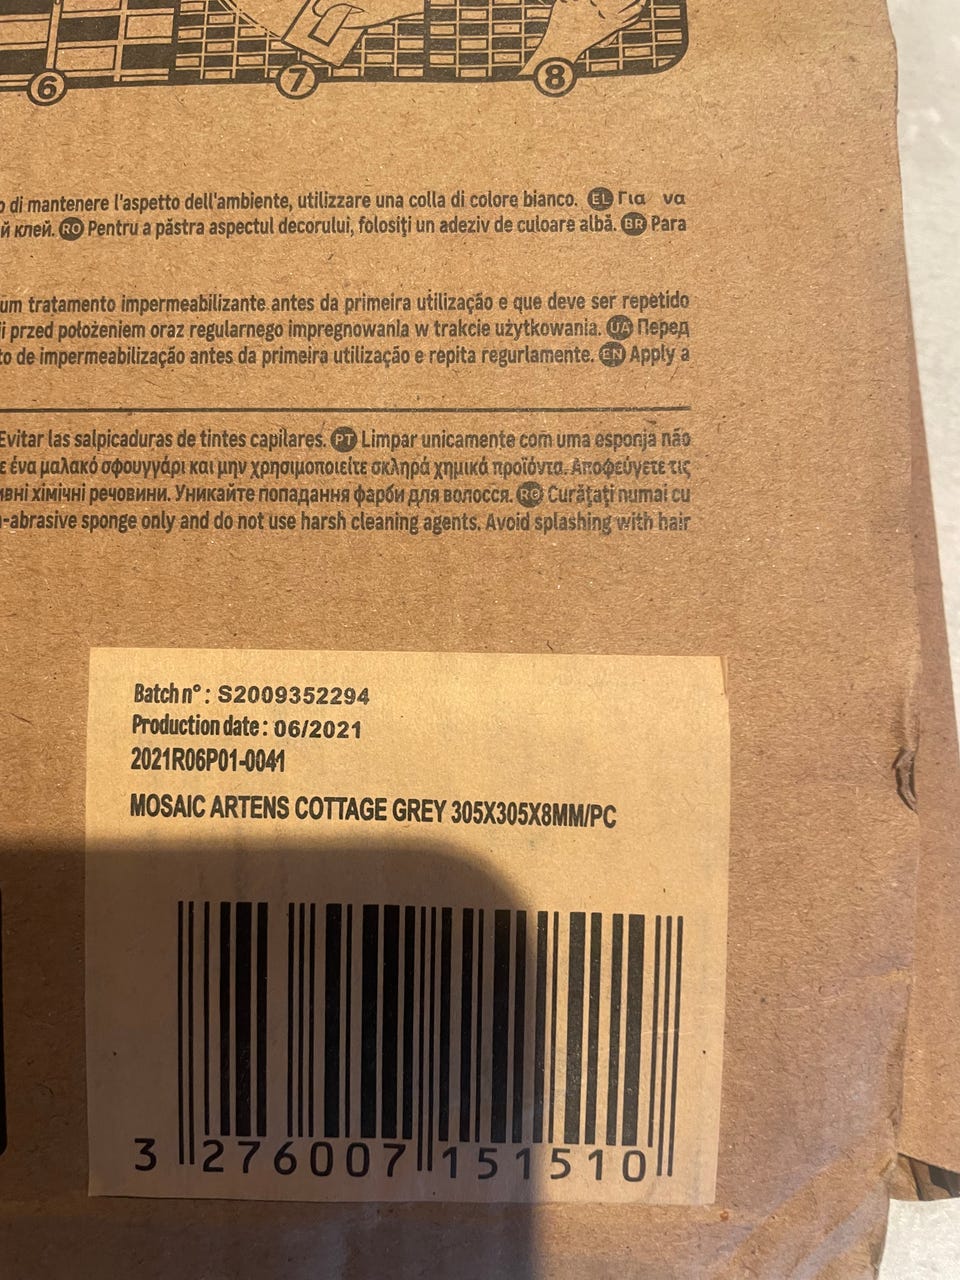 6 7 8
o di mantenere l'aspetto dell'ambiente, utilizzare una colla di colore bianco. EL Για να
й клей. RO Pentru a păstra aspectul decorului, folosiți un adeziv de culoare albă. BR Para
um tratamento impermeabilizante antes da primeira utilização e que deve ser repetido
ii przed położeniem oraz regularnego impregnowania w trakcie użytkowania. UA Перед
to de impermeabilização antes da primeira utilização e repita regurlamente. EN Apply a
Evitar las salpicaduras de tintes capilares. PT Limpar unicamente com uma esponja não
ε ένα μαλακό σφουγγάρι και μην χρησιμοποιείτε σκληρά χημικά προϊόντα. Αποφεύγετε τις
ивні хімічні речовини. Уникайте попадання фарби для волосся. RO Curățați numai cu
-abrasive sponge only and do not use harsh cleaning agents. Avoid splashing with hair
Batch n° : S2009352294
Production date : 06/2021
2021R06P01-0041
MOSAIC ARTENS COTTAGE GREY 305X305X8MM/PC
3 276007 151510